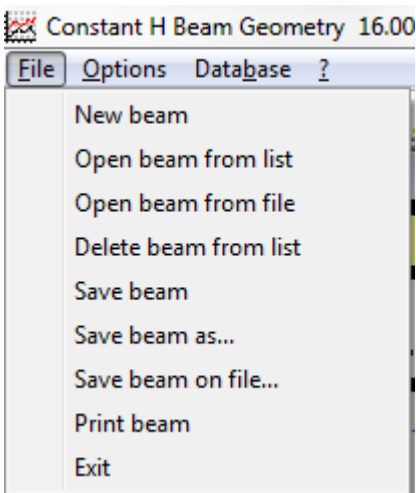 Constant H Beam Geometry 16.00
File Options Database ?
New beam
Open beam from list
Open beam from file
Delete beam from list
Save beam
Save beam as...
Save beam on file...
Print beam
Exit